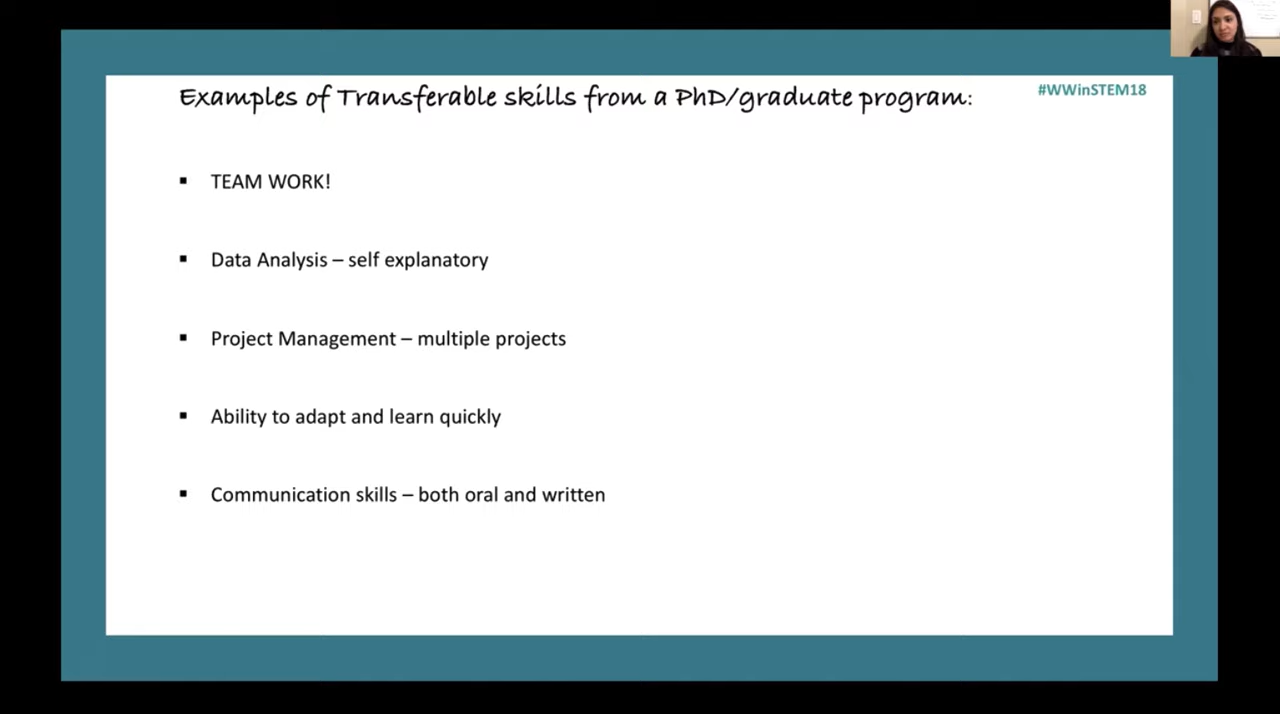 Examples of Transferable skills from a PhD/graduate program:
#WWinSTEM18
▪ TEAM WORK!
▪ Data Analysis – self explanatory
▪ Project Management – multiple projects
▪ Ability to adapt and learn quickly
▪ Communication skills – both oral and written